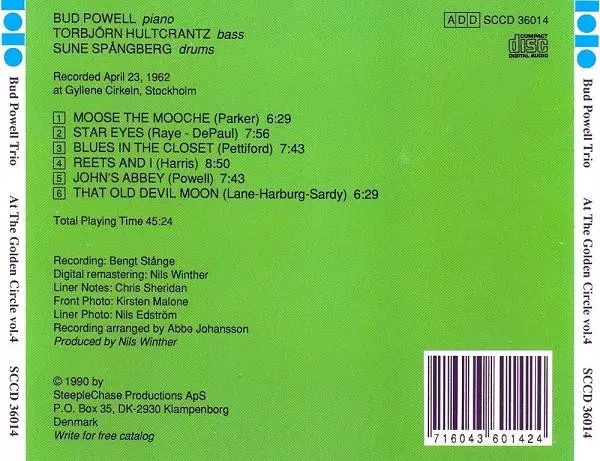 BUD POWELL piano
TORBJÖRN HULTCRANTZ bass
SUNE SPÅNGBERG drums
ADD SCCD 36014
COMPACT
disc
DIGITAL AUDIO
Recorded April 23, 1962
at Gyllene Cirkeln, Stockholm
1 MOOSE THE MOOCHE (Parker) 6:29
2 STAR EYES (Raye - DePaul) 7:56
3 BLUES IN THE CLOSET (Pettiford) 7:43
4 REETS AND I (Harris) 8:50
5 JOHN'S ABBEY (Powell) 7:43
6 THAT OLD DEVIL MOON (Lane-Harburg-Sardy) 6:29
Total Playing Time 45:24
Recording: Bengt Stånge
Digital remastering: Nils Winther
Liner Notes: Chris Sheridan
Front Photo: Kirsten Malone
Liner Photo: Nils Edström
Recording arranged by Abbe Johansson
Produced by Nils Winther
© 1990 by
SteepleChase Productions ApS
P.O. Box 35, DK-2930 Klampenborg
Denmark
Write for free catalog
716043 601424
Bud Powell Trio At The Golden Circle vol.4 SCCD 36014
Bud Powell Trio At The Golden Circle vol.4 SCCD 36014